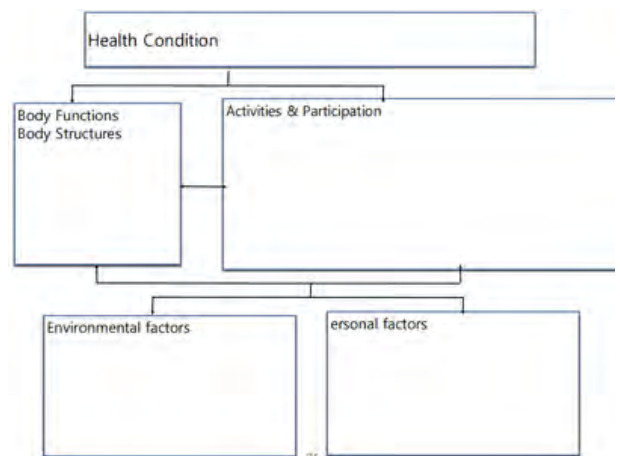 Health Condition
Body Functions
Body Structures
Activities & Participation
Environmental factors
ersonal factors